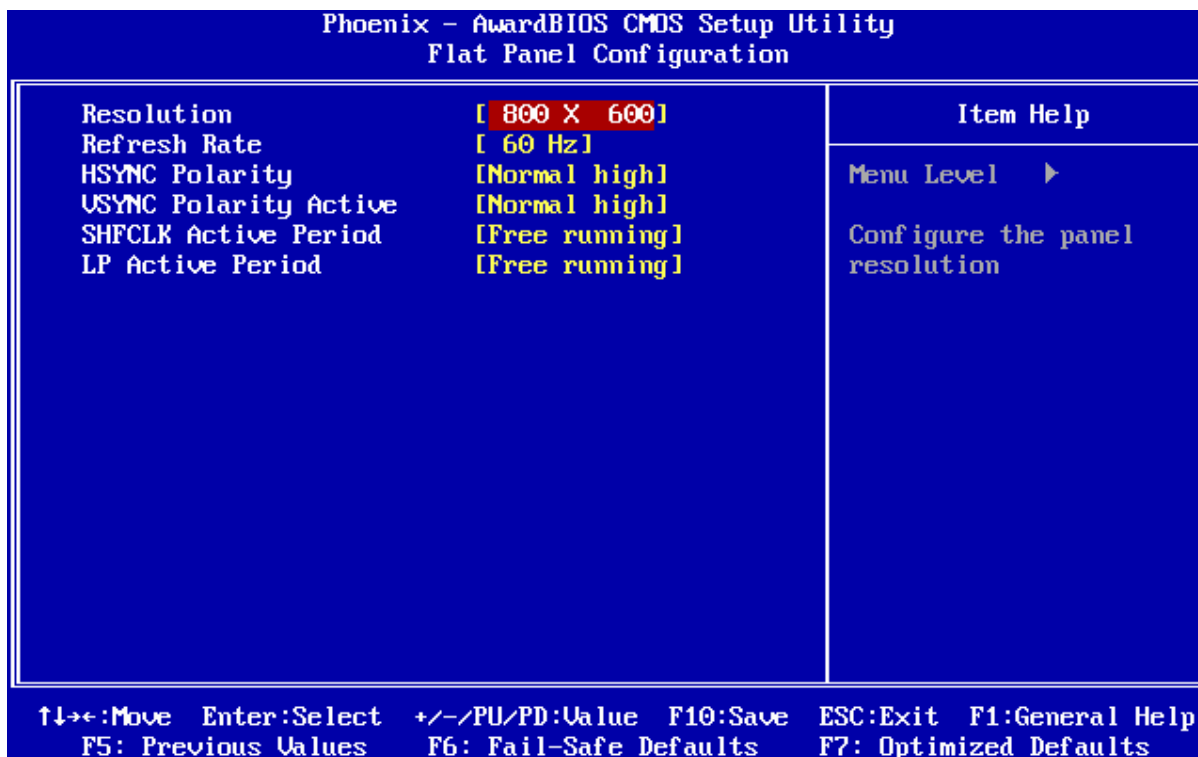 Phoenix - AwardBIOS CMOS Setup Utility
Flat Panel Configuration
Resolution [ 800 X 600]
Refresh Rate [ 60 Hz]
HSYNC Polarity [Normal high]
VSYNC Polarity Active [Normal high]
SHFCLK Active Period [Free running]
LP Active Period [Free running]
Item Help
Menu Level ▶
Configure the panel
resolution
↑↓→←:Move Enter:Select +/-/PU/PD:Value F10:Save ESC:Exit F1:General Help
F5: Previous Values F6: Fail-Safe Defaults F7: Optimized Defaults